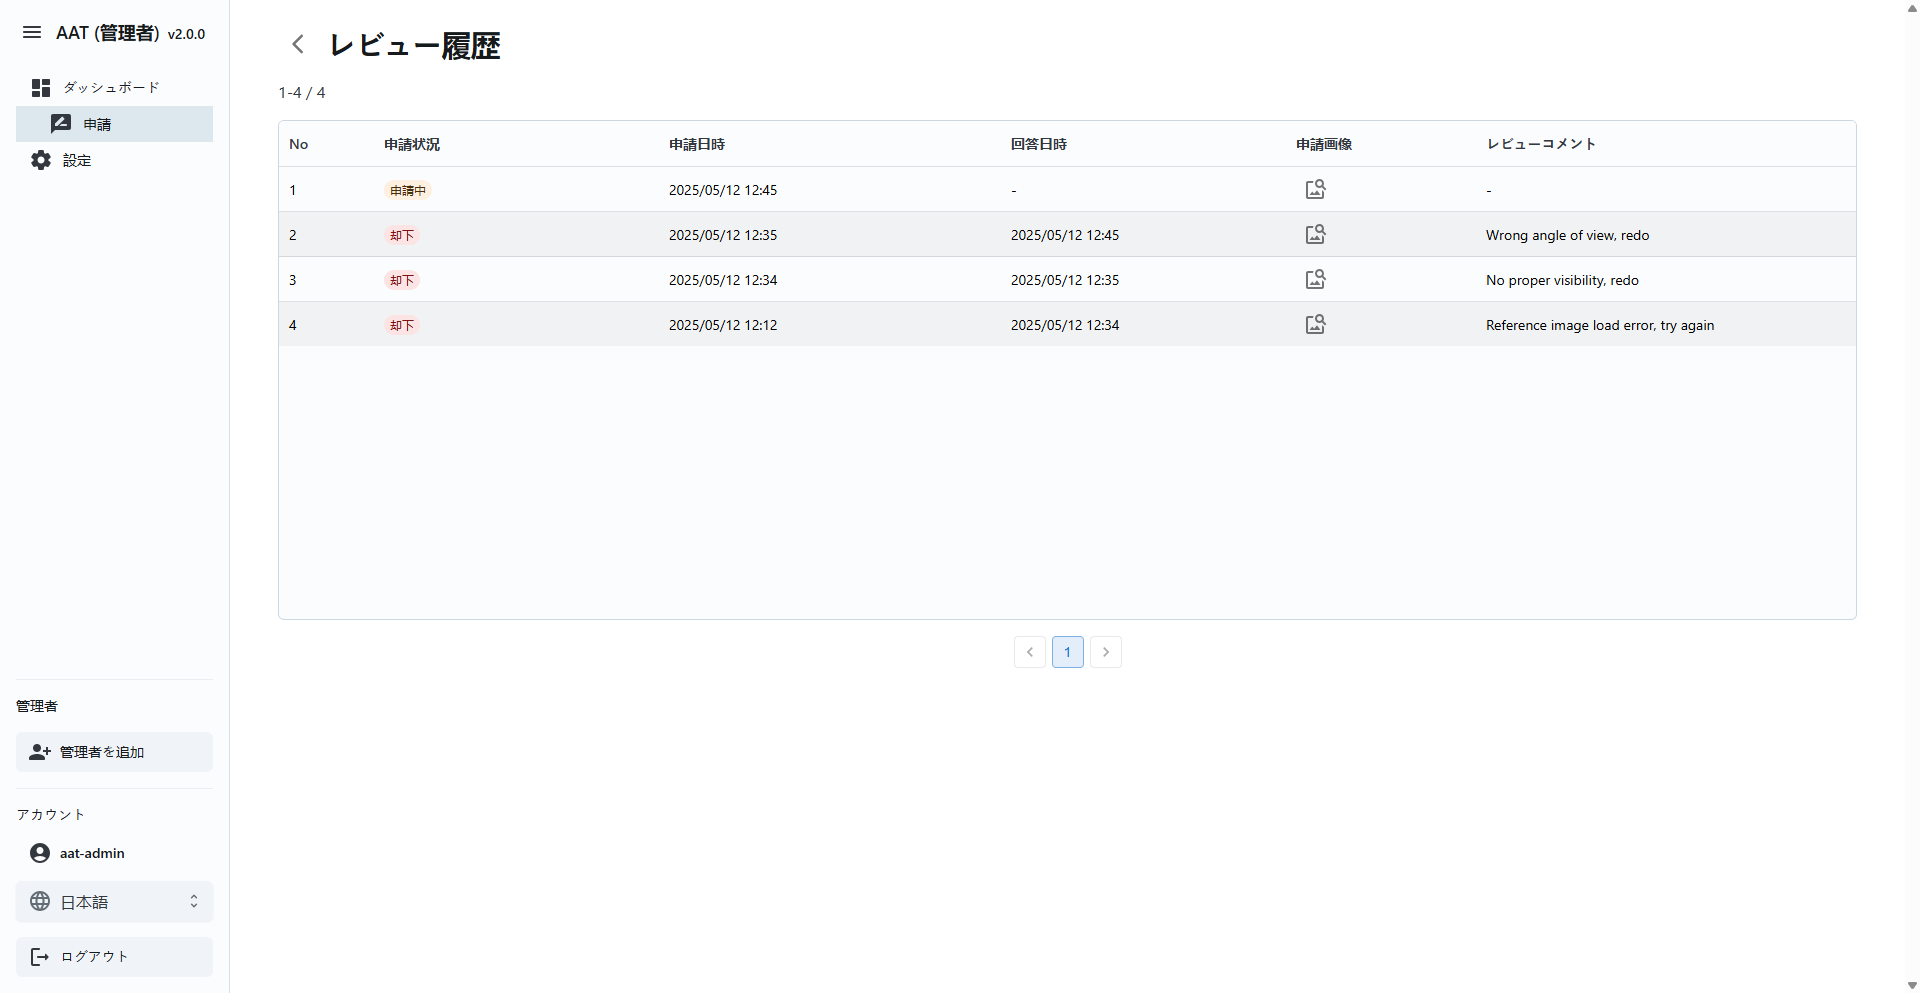 AAT (管理者) v2.0.0
ダッシュボード
申請
設定
管理者
管理者を追加
アカウント
aat-admin
日本語
ログアウト
レビュー履歴
1-4 / 4
No 申請状況 申請日時 回答日時 申請画像 レビューコメント
1 申請中 2025/05/12 12:45 - -
2 却下 2025/05/12 12:35 2025/05/12 12:45 Wrong angle of view, redo
3 却下 2025/05/12 12:34 2025/05/12 12:35 No proper visibility, redo
4 却下 2025/05/12 12:12 2025/05/12 12:34 Reference image load error, try again
1